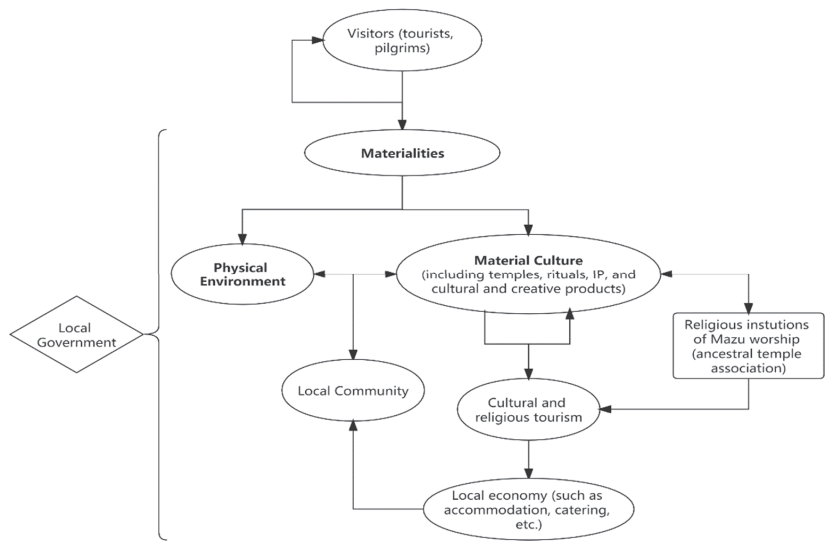 Visitors (tourists,
pilgrims)
Materialities
Physical
Environment
Material Culture
(including temples, rituals, IP, and
cultural and creative products)
Local
Government
Religious instutions
of Mazu worship
(ancestral temple
association)
Local Community
Cultural and
religious tourism
Local economy (such as
accommodation, catering,
etc.)